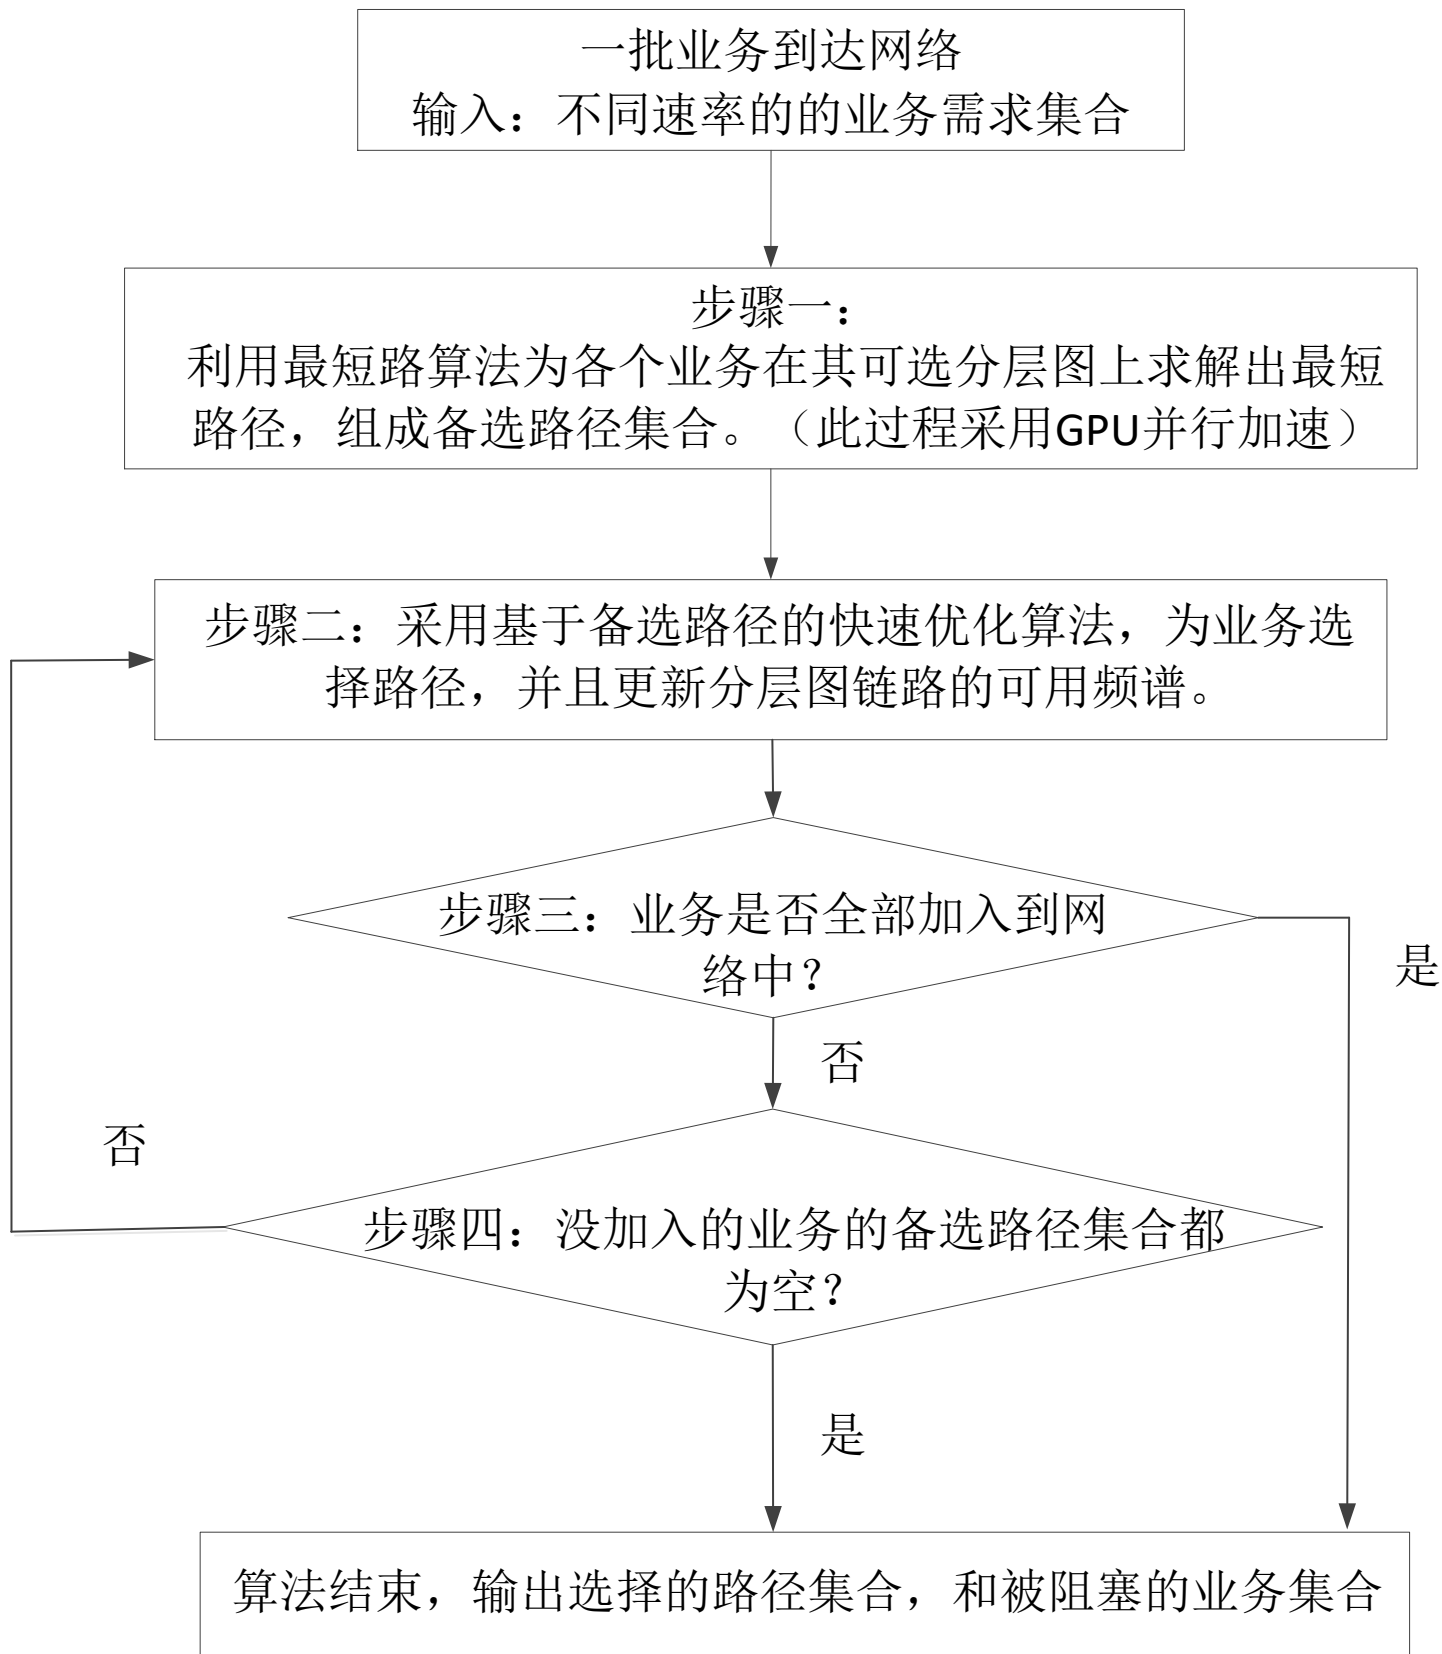 一批业务到达网络
输入：不同速率的的业务需求集合
步骤一：
利用最短路算法为各个业务在其可选分层图上求解出最短
路径，组成备选路径集合。（此过程采用GPU并行加速）
步骤二：采用基于备选路径的快速优化算法，为业务选
择路径，并且更新分层图链路的可用频谱。
步骤三：业务是否全部加入到网
络中？
是
否
否
步骤四：没加入的业务的备选路径集合都
为空？
是
算法结束，输出选择的路径集合，和被阻塞的业务集合